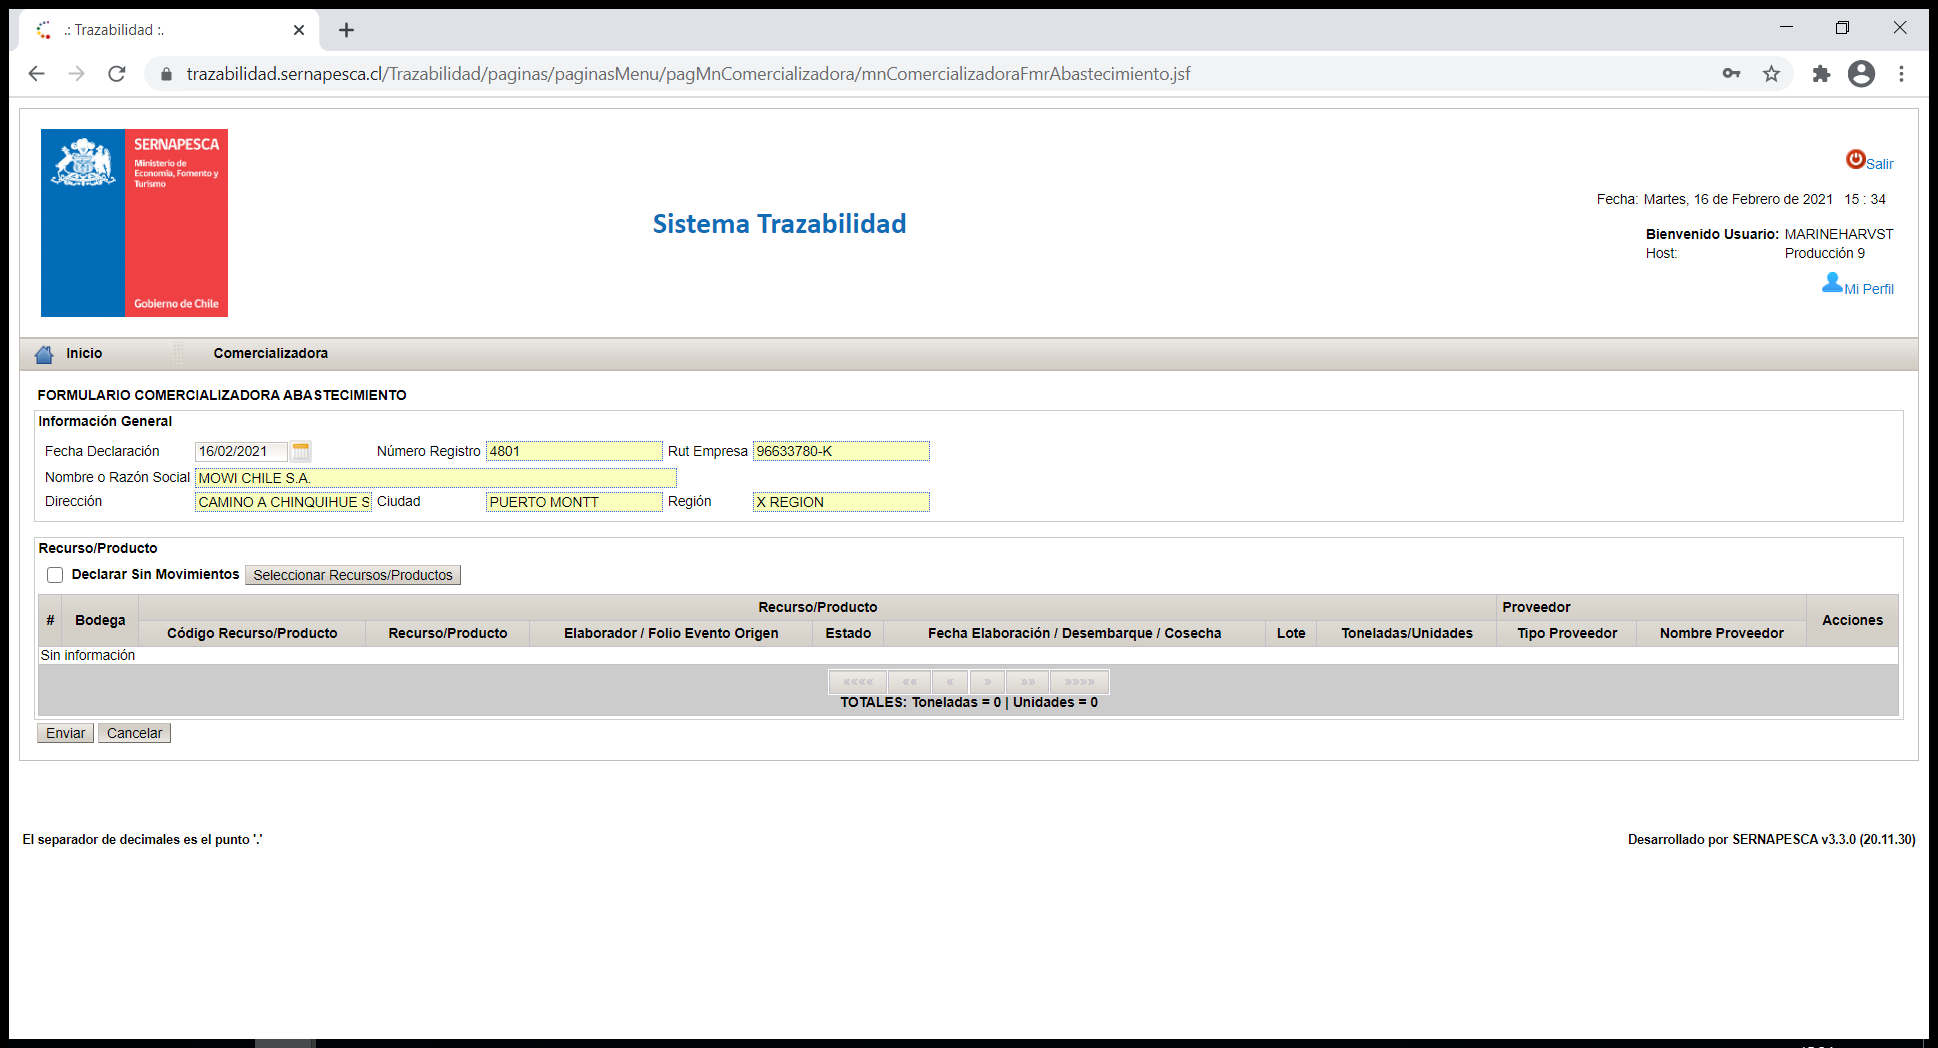 .: Trazabilidad :.
trazabilidad.sernapesca.cl/Trazabilidad/paginas/paginasMenu/pagMnComercializadora/mnComercializadoraFmrAbastecimiento.jsf
SERNAPESCA
Ministerio de
Economía, Fomento y
Turismo
Gobierno de Chile
Sistema Trazabilidad
Salir
Fecha: Martes, 16 de Febrero de 2021 15 : 34
Bienvenido Usuario: MARINEHARVST
Host: Producción 9
Mi Perfil
Inicio Comercializadora
FORMULARIO COMERCIALIZADORA ABASTECIMIENTO
Información General
Fecha Declaración 16/02/2021 Número Registro 4801 Rut Empresa 96633780-K
Nombre o Razón Social MOWI CHILE S.A.
Dirección CAMINO A CHINQUIHUE S Ciudad PUERTO MONTT Región X REGION
Recurso/Producto
Declarar Sin Movimientos Seleccionar Recursos/Productos
# Bodega Recurso/Producto Proveedor Acciones
Código Recurso/Producto Recurso/Producto Elaborador / Folio Evento Origen Estado Fecha Elaboración / Desembarque / Cosecha Lote Toneladas/Unidades Tipo Proveedor Nombre Proveedor
Sin información
«««« «« « » »» »»»»
TOTALES: Toneladas = 0 | Unidades = 0
Enviar Cancelar
El separador de decimales es el punto '.'
Desarrollado por SERNAPESCA v3.3.0 (20.11.30)